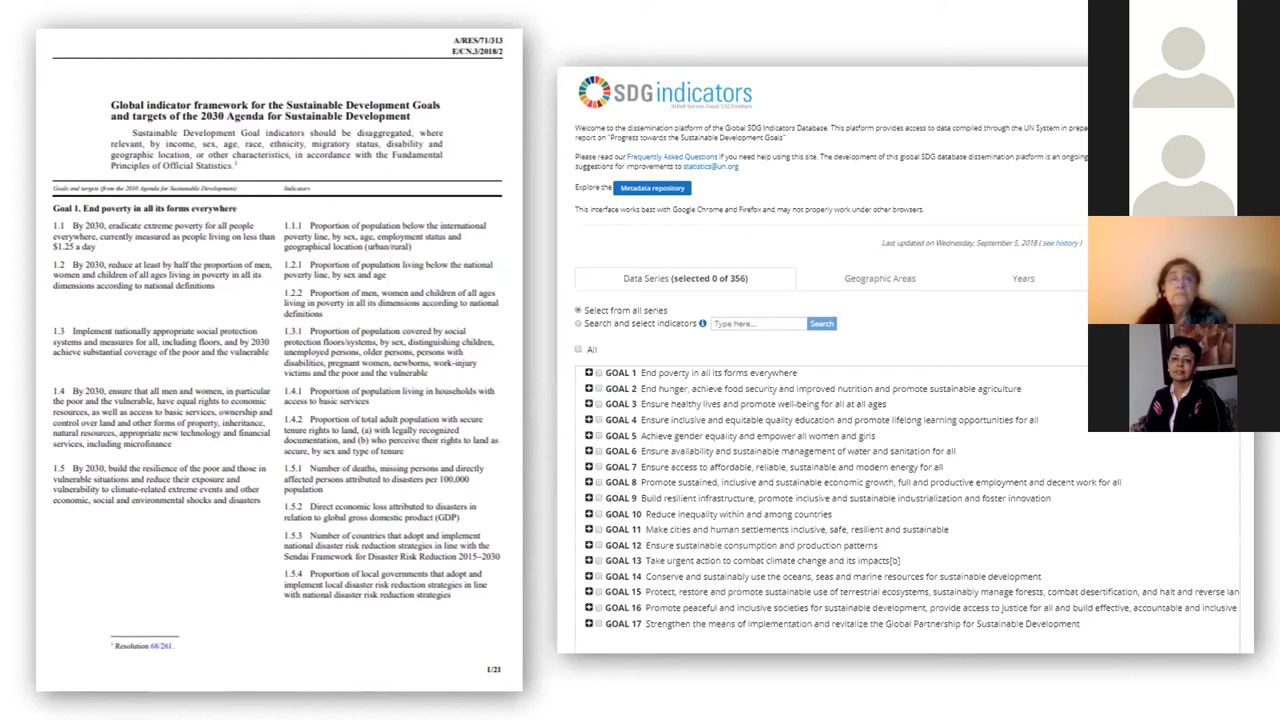 A/RES/71/313
E/CN.3/2018/2
Global indicator framework for the Sustainable Development Goals
and targets of the 2030 Agenda for Sustainable Development
Sustainable Development Goal indicators should be disaggregated, where
relevant, by income, sex, age, race, ethnicity, migratory status, disability and
geographic location, or other characteristics, in accordance with the Fundamental
Principles of Official Statistics.1
Goals and targets (from the 2030 Agenda for Sustainable Development) Indicators
Goal 1. End poverty in all its forms everywhere
1.1 By 2030, eradicate extreme poverty for all people
everywhere, currently measured as people living on less than
$1.25 a day
1.1.1 Proportion of population below the international
poverty line, by sex, age, employment status and
geographical location (urban/rural)
1.2 By 2030, reduce at least by half the proportion of men,
women and children of all ages living in poverty in all its
dimensions according to national definitions
1.2.1 Proportion of population living below the national
poverty line, by sex and age
1.2.2 Proportion of men, women and children of all ages
living in poverty in all its dimensions according to national
definitions
1.3 Implement nationally appropriate social protection
systems and measures for all, including floors, and by 2030
achieve substantial coverage of the poor and the vulnerable
1.3.1 Proportion of population covered by social
protection floors/systems, by sex, distinguishing children,
unemployed persons, older persons, persons with
disabilities, pregnant women, newborns, work-injury
victims and the poor and the vulnerable
1.4 By 2030, ensure that all men and women, in particular
the poor and the vulnerable, have equal rights to economic
resources, as well as access to basic services, ownership and
control over land and other forms of property, inheritance,
natural resources, appropriate new technology and financial
services, including microfinance
1.4.1 Proportion of population living in households with
access to basic services
1.4.2 Proportion of total adult population with secure
tenure rights to land, (a) with legally recognized
documentation, and (b) who perceive their rights to land as
secure, by sex and type of tenure
1.5 By 2030, build the resilience of the poor and those in
vulnerable situations and reduce their exposure and
vulnerability to climate-related extreme events and other
economic, social and environmental shocks and disasters
1.5.1 Number of deaths, missing persons and directly
affected persons attributed to disasters per 100,000
population
1.5.2 Direct economic loss attributed to disasters in
relation to global gross domestic product (GDP)
1.5.3 Number of countries that adopt and implement
national disaster risk reduction strategies in line with the
Sendai Framework for Disaster Risk Reduction 2015–2030
1.5.4 Proportion of local governments that adopt and
implement local disaster risk reduction strategies in line
with national disaster risk reduction strategies
1 Resolution 68/261.
1/21
SDG indicators
United Nations Global SDG Database
Welcome to the dissemination platform of the Global SDG Indicators Database. This platform provides access to data compiled through the UN System in prepa
report on "Progress towards the Sustainable Development Goals"
Please read our Frequently Asked Questions if you need help using this site. The development of this global SDG database dissemination platform is an ongoing
suggestions for improvements to statistics@un.org
Explore the Metadata repository
This interface works best with Google Chrome and Firefox and may not properly work under other browsers.
Last updated on Wednesday, September 5, 2018 ( see history )
Data Series (selected 0 of 356) Geographic Areas Years
Select from all series
Search and select indicators Type here... Search
All
GOAL 1 End poverty in all its forms everywhere
GOAL 2 End hunger, achieve food security and improved nutrition and promote sustainable agriculture
GOAL 3 Ensure healthy lives and promote well-being for all at all ages
GOAL 4 Ensure inclusive and equitable quality education and promote lifelong learning opportunities for all
GOAL 5 Achieve gender equality and empower all women and girls
GOAL 6 Ensure availability and sustainable management of water and sanitation for all
GOAL 7 Ensure access to affordable, reliable, sustainable and modern energy for all
GOAL 8 Promote sustained, inclusive and sustainable economic growth, full and productive employment and decent work for all
GOAL 9 Build resilient infrastructure, promote inclusive and sustainable industrialization and foster innovation
GOAL 10 Reduce inequality within and among countries
GOAL 11 Make cities and human settlements inclusive, safe, resilient and sustainable
GOAL 12 Ensure sustainable consumption and production patterns
GOAL 13 Take urgent action to combat climate change and its impacts[b]
GOAL 14 Conserve and sustainably use the oceans, seas and marine resources for sustainable development
GOAL 15 Protect, restore and promote sustainable use of terrestrial ecosystems, sustainably manage forests, combat desertification, and halt and reverse lan
GOAL 16 Promote peaceful and inclusive societies for sustainable development, provide access to justice for all and build effective, accountable and inclusive
GOAL 17 Strengthen the means of implementation and revitalize the Global Partnership for Sustainable Development